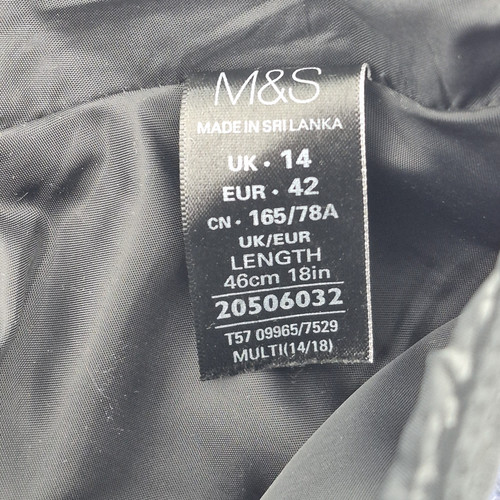 M&S
MADE IN SRI LANKA
UK • 14
EUR • 42
CN • 165/78A
UK/EUR
LENGTH
46cm 18in
20506032
T57 09965/7529
MULTI(14/18)